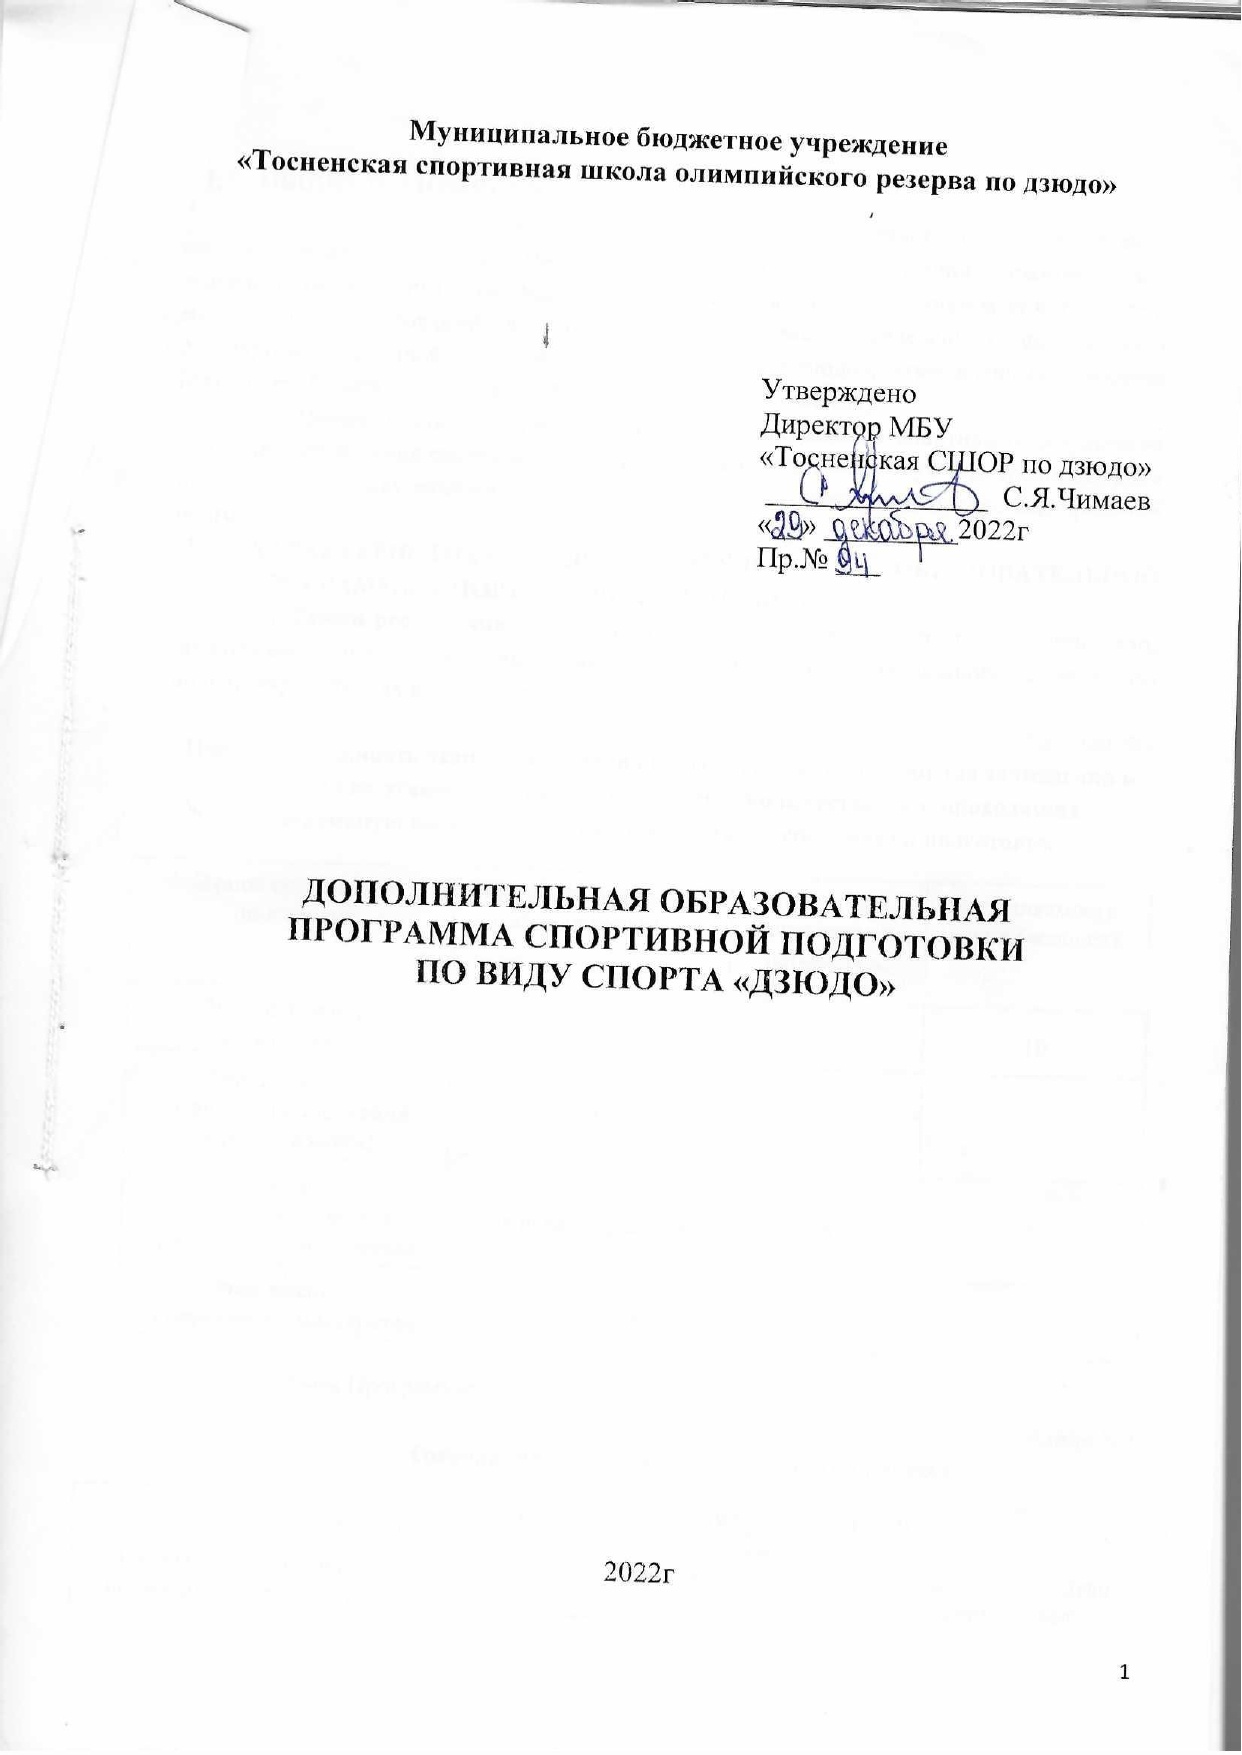 Муниципальное бюджетное учреждение
«Тосненская спортивная школа олимпийского резерва по дзюдо»
Утверждено
Директор МБУ
«Тосненская СШОР по дзюдо»
С.Я.Чимаев
«29» декабря 2022г
Пр.№ 94
ДОПОЛНИТЕЛЬНАЯ ОБРАЗОВАТЕЛЬНАЯ
ПРОГРАММА СПОРТИВНОЙ ПОДГОТОВКИ
ПО ВИДУ СПОРТА «ДЗЮДО»
2022г
1